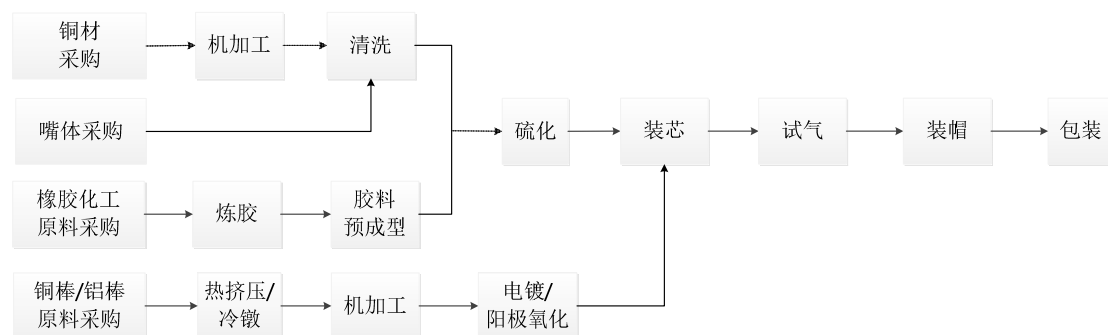 铜材
采购
机加工
清洗
嘴体采购
硫化
装芯
试气
装帽
包装
橡胶化工
原料采购
炼胶
胶料
预成型
铜棒/铝棒
原料采购
热挤压/
冷镦
机加工
电镀/
阳极氧化